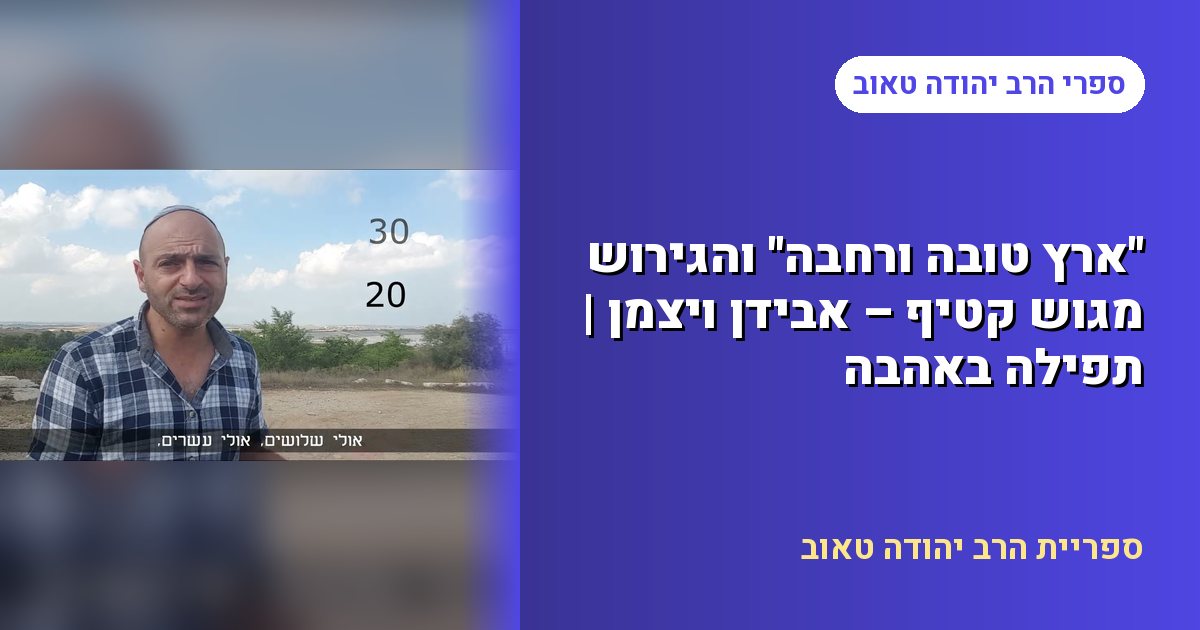 ספרי הרב יהודה טאוב
"ארץ טובה ורחבה" והגירוש
מגוש קטיף – אבידן ויצמן |
תפילה באהבה
ספריית הרב יהודה טאוב
30
20
אולי שלושים, אולי עשרים,